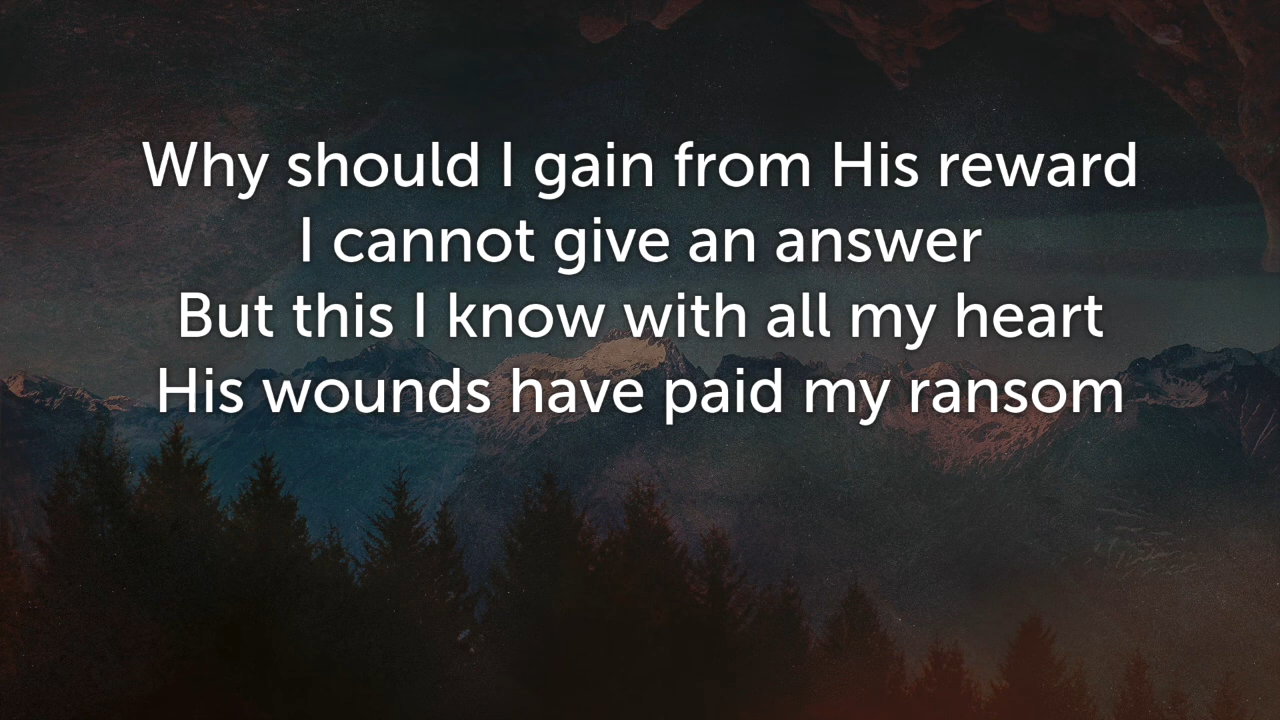 Why should I gain from His reward
I cannot give an answer
But this I know with all my heart
His wounds have paid my ransom